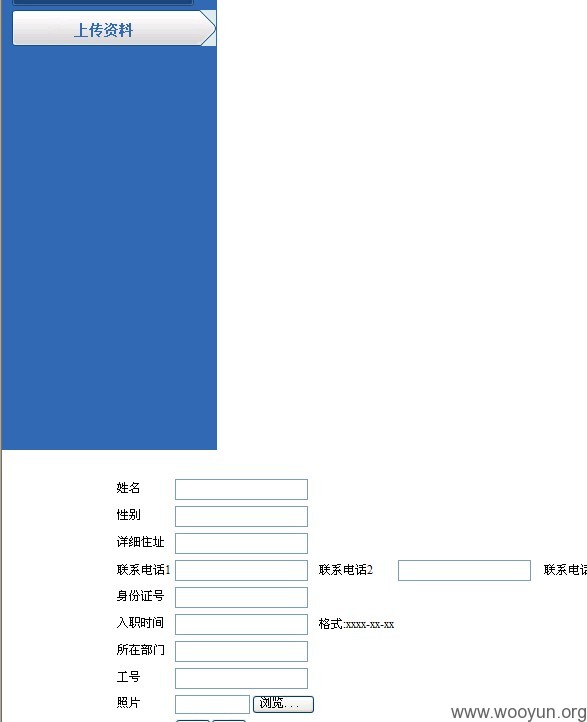 上传资料
姓名
性别
详细住址
联系电话1 联系电话2 联系电话
身份证号
入职时间 格式:xxxx-xx-xx
所在部门
工号
照片 浏览...
www.wooyun.org